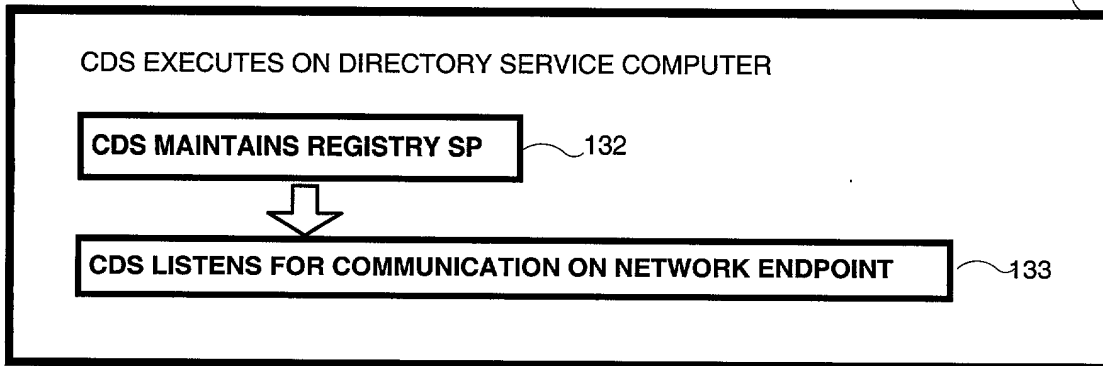 CDS EXECUTES ON DIRECTORY SERVICE COMPUTER
CDS MAINTAINS REGISTRY SP
132
CDS LISTENS FOR COMMUNICATION ON NETWORK ENDPOINT
133